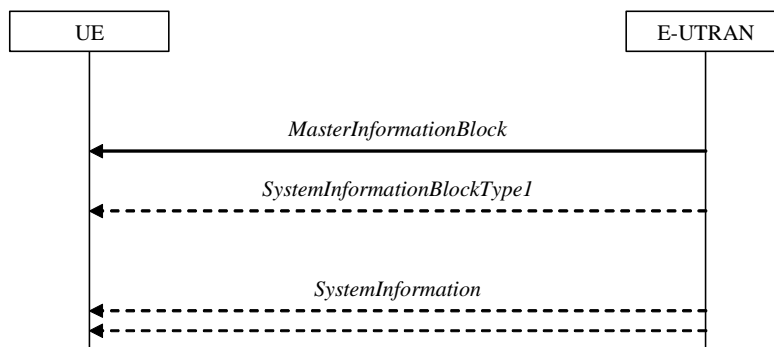 UE
E-UTRAN
MasterInformationBlock
SystemInformationBlockType1
SystemInformation